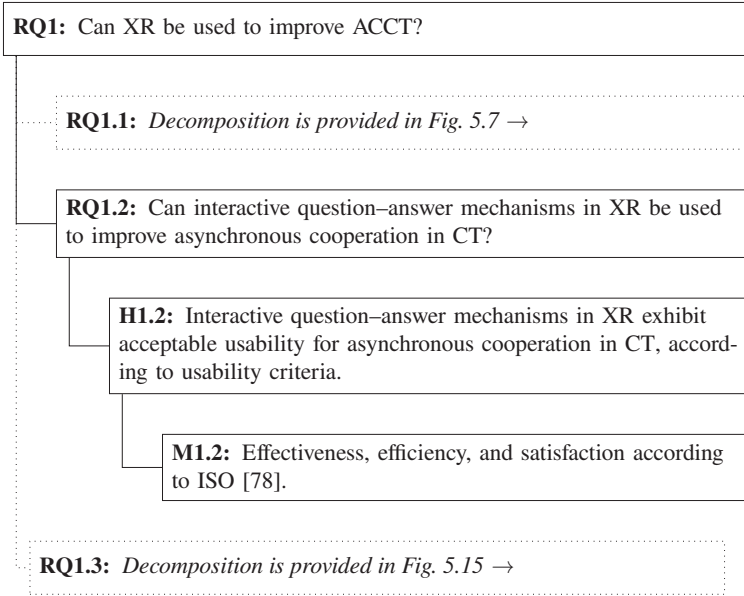 RQ1: Can XR be used to improve ACCT?
RQ1.1: Decomposition is provided in Fig. 5.7 →
RQ1.2: Can interactive question–answer mechanisms in XR be used
to improve asynchronous cooperation in CT?
H1.2: Interactive question–answer mechanisms in XR exhibit
acceptable usability for asynchronous cooperation in CT, accord-
ing to usability criteria.
M1.2: Effectiveness, efficiency, and satisfaction according
to ISO [78].
RQ1.3: Decomposition is provided in Fig. 5.15 →